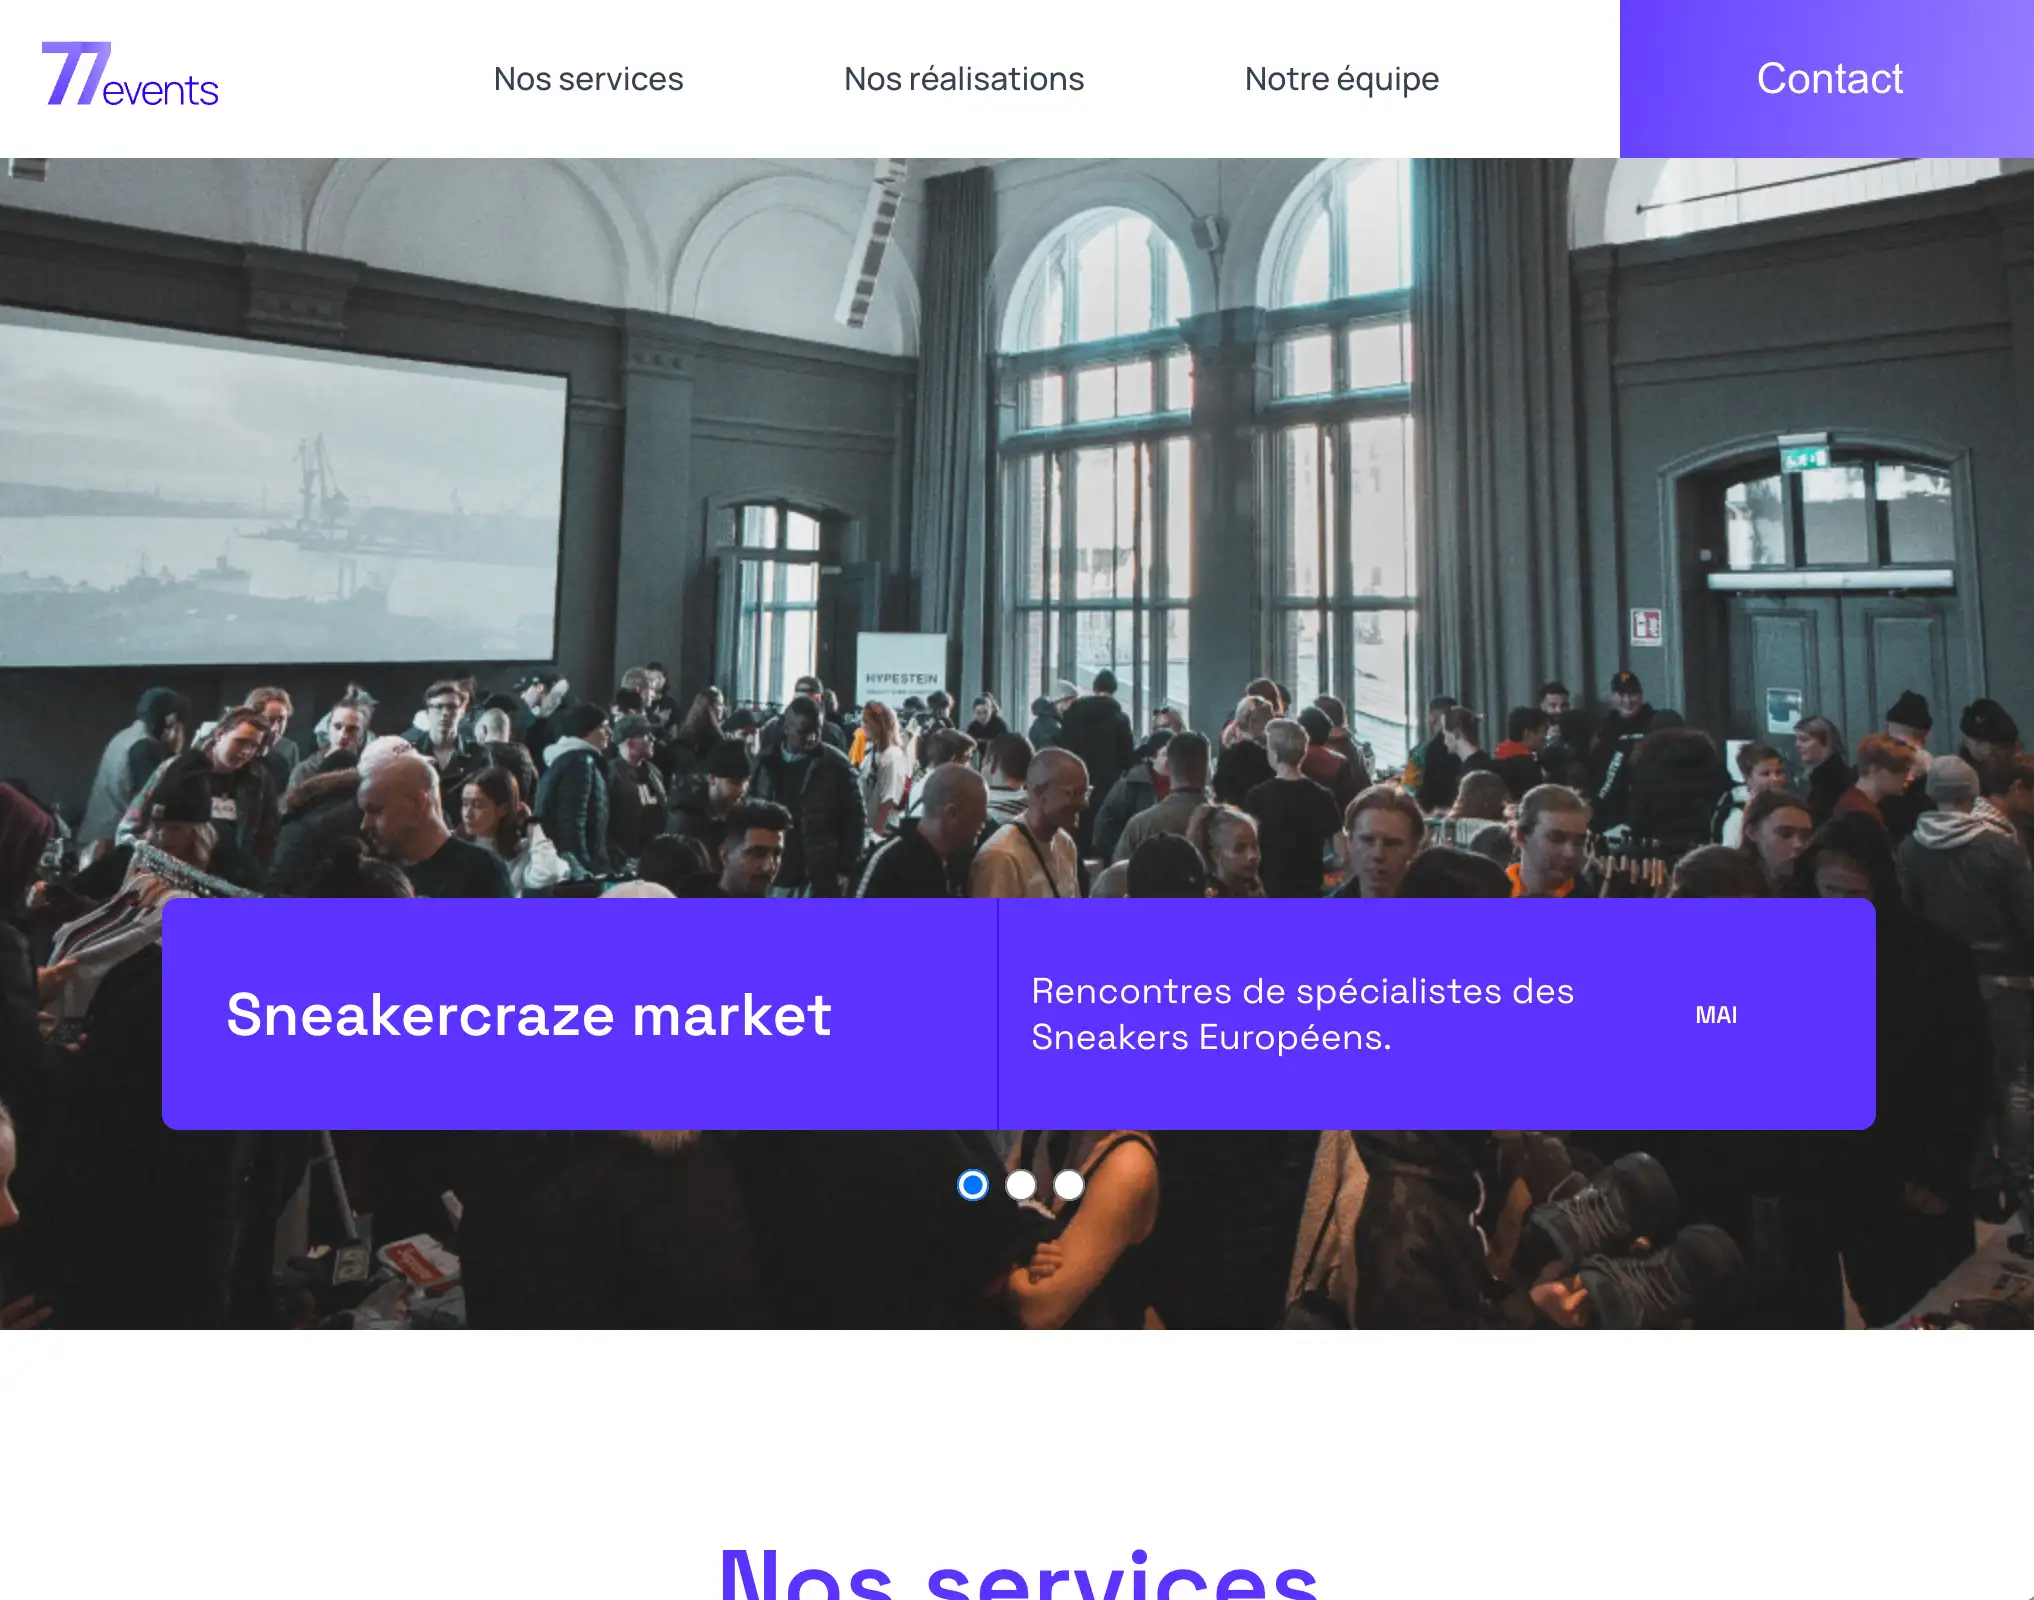 77events
Nos services
Nos réalisations
Notre équipe
Contact
HYPESTEIN
Sneakercraze market
Rencontres de spécialistes des
Sneakers Européens.
MAI
Nos services